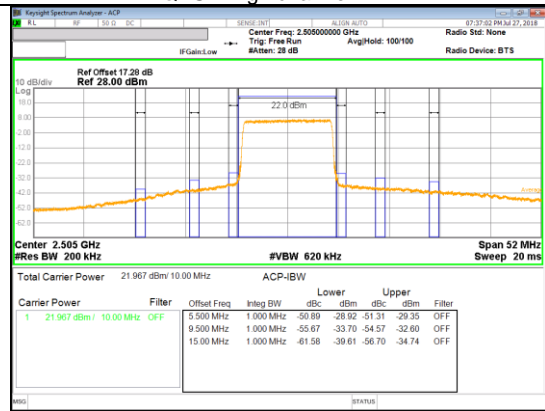 Keysight Spectrum Analyzer - ACP
RL RF 50 Ω DC SENSE:INT ALIGN AUTO 07:37:02 PM Jul 27, 2018
Center Freq: 2.505000000 GHz Radio Std: None
Trig: Free Run Avg|Hold: 100/100
IFGain:Low #Atten: 28 dB Radio Device: BTS
Ref Offset 17.28 dB
10 dB/div Ref 28.00 dBm
Log
18.0
8.00
-2.00
-12.0
-22.0
-32.0
-42.0
-52.0
-62.0
22.0 dBm
Average
Center 2.505 GHz Span 52 MHz
#Res BW 200 kHz #VBW 620 kHz Sweep 20 ms
Total Carrier Power 21.967 dBm/ 10.00 MHz ACP-IBW
Lower Upper
Carrier Power Filter Offset Freq Integ BW dBc dBm dBc dBm Filter
1 21.967 dBm / 10.00 MHz OFF 5.500 MHz 1.000 MHz -50.89 -28.92 -51.31 -29.35 OFF
9.500 MHz 1.000 MHz -55.67 -33.70 -54.57 -32.60 OFF
15.00 MHz 1.000 MHz -61.58 -39.61 -56.70 -34.74 OFF
MSG STATUS